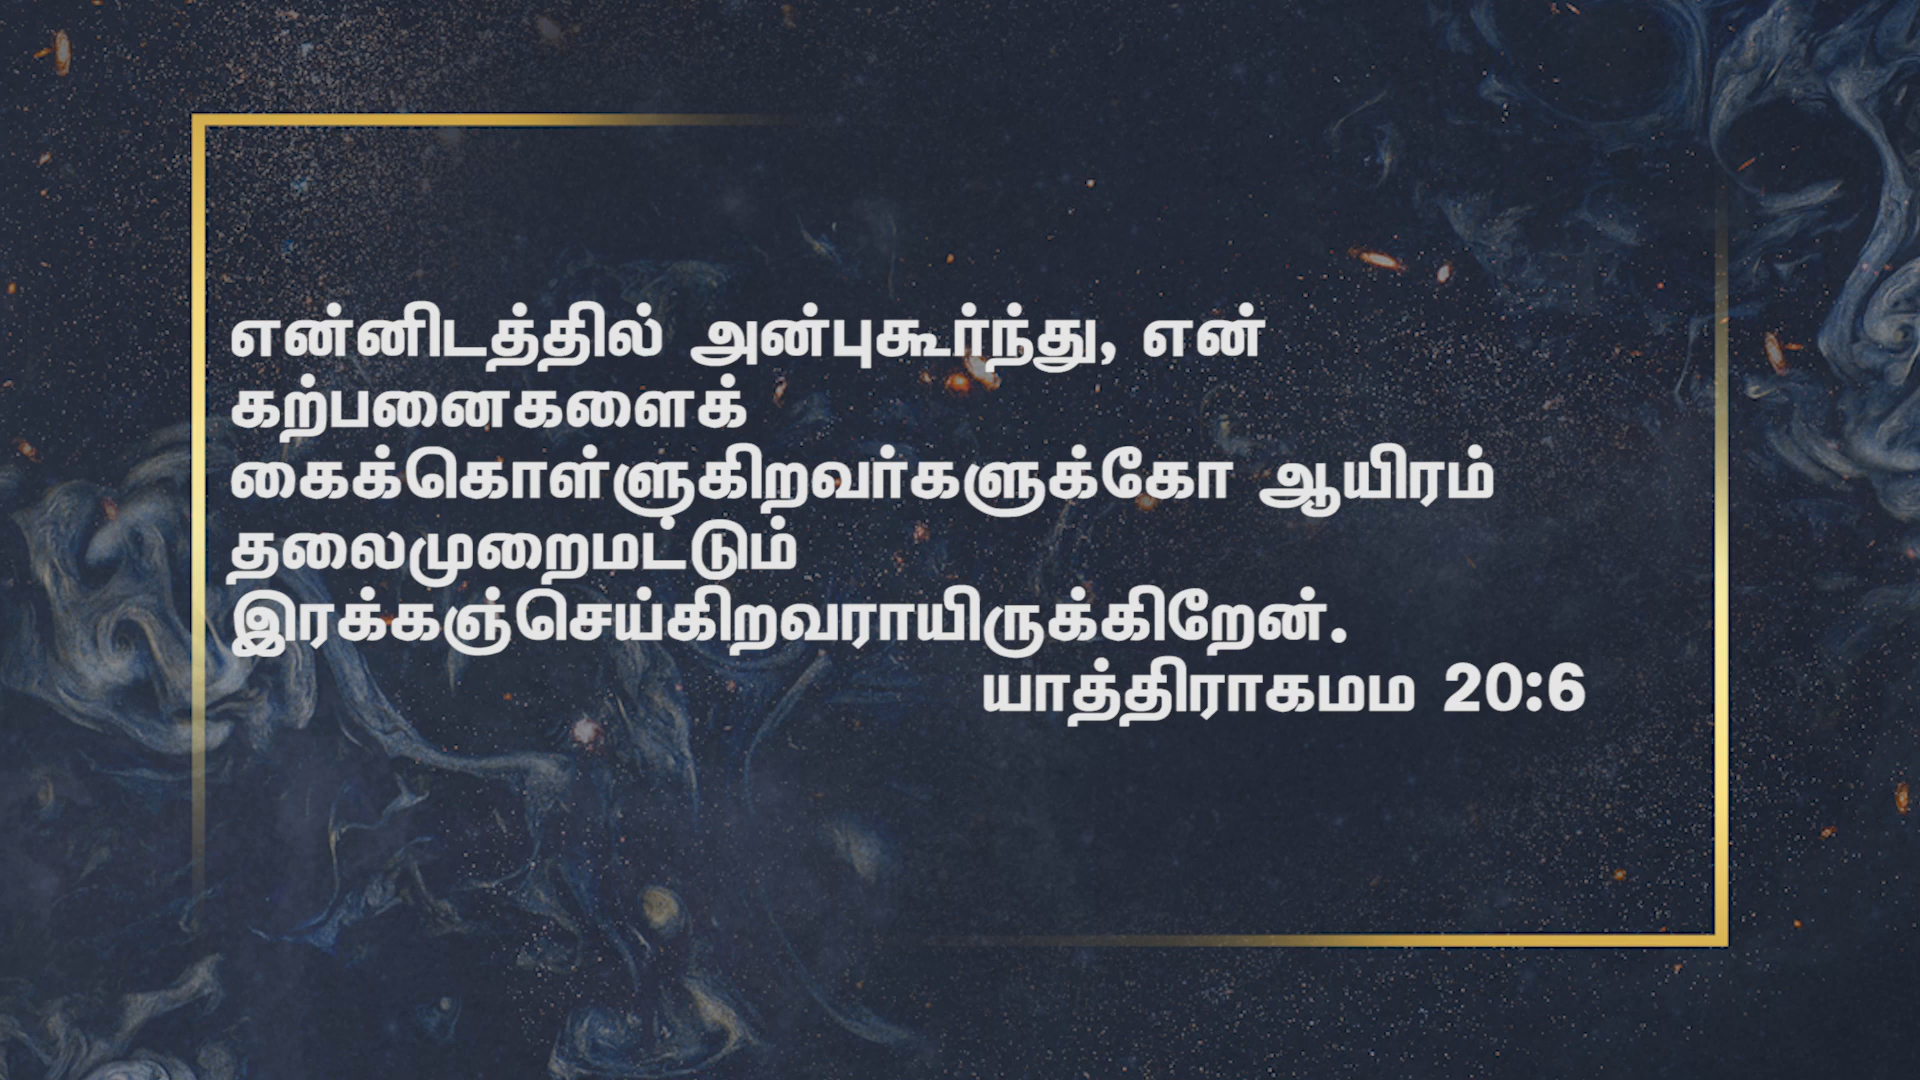 என்னிடத்தில் அன்புகூர்ந்து, என்
கற்பனைகளைக்
கைக்கொள்ளுகிறவர்களுக்கோ ஆயிரம்
தலைமுறைமட்டும்
இரக்கஞ்செய்கிறவராயிருக்கிறேன்.
யாத்திராகமம 20:6